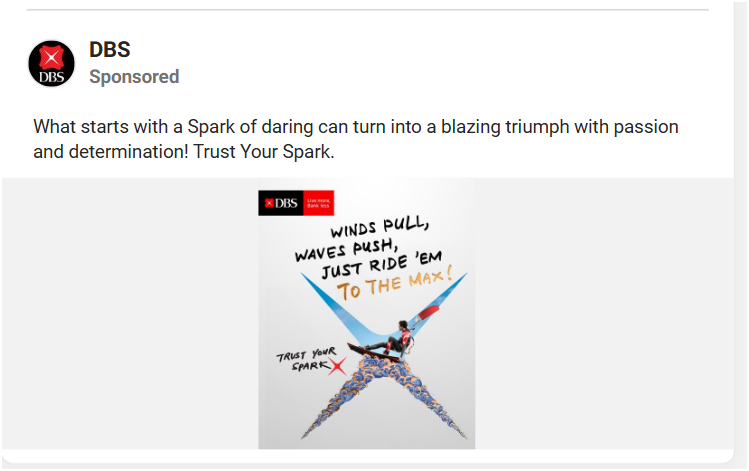 DBS
DBS
Sponsored
What starts with a Spark of daring can turn into a blazing triumph with passion
and determination! Trust Your Spark.
DBS
Live more,
Bank less
WINDS PULL,
WAVES PUSH,
JUST RIDE 'EM
TO THE MAX!
TRUST YOUR
SPARK